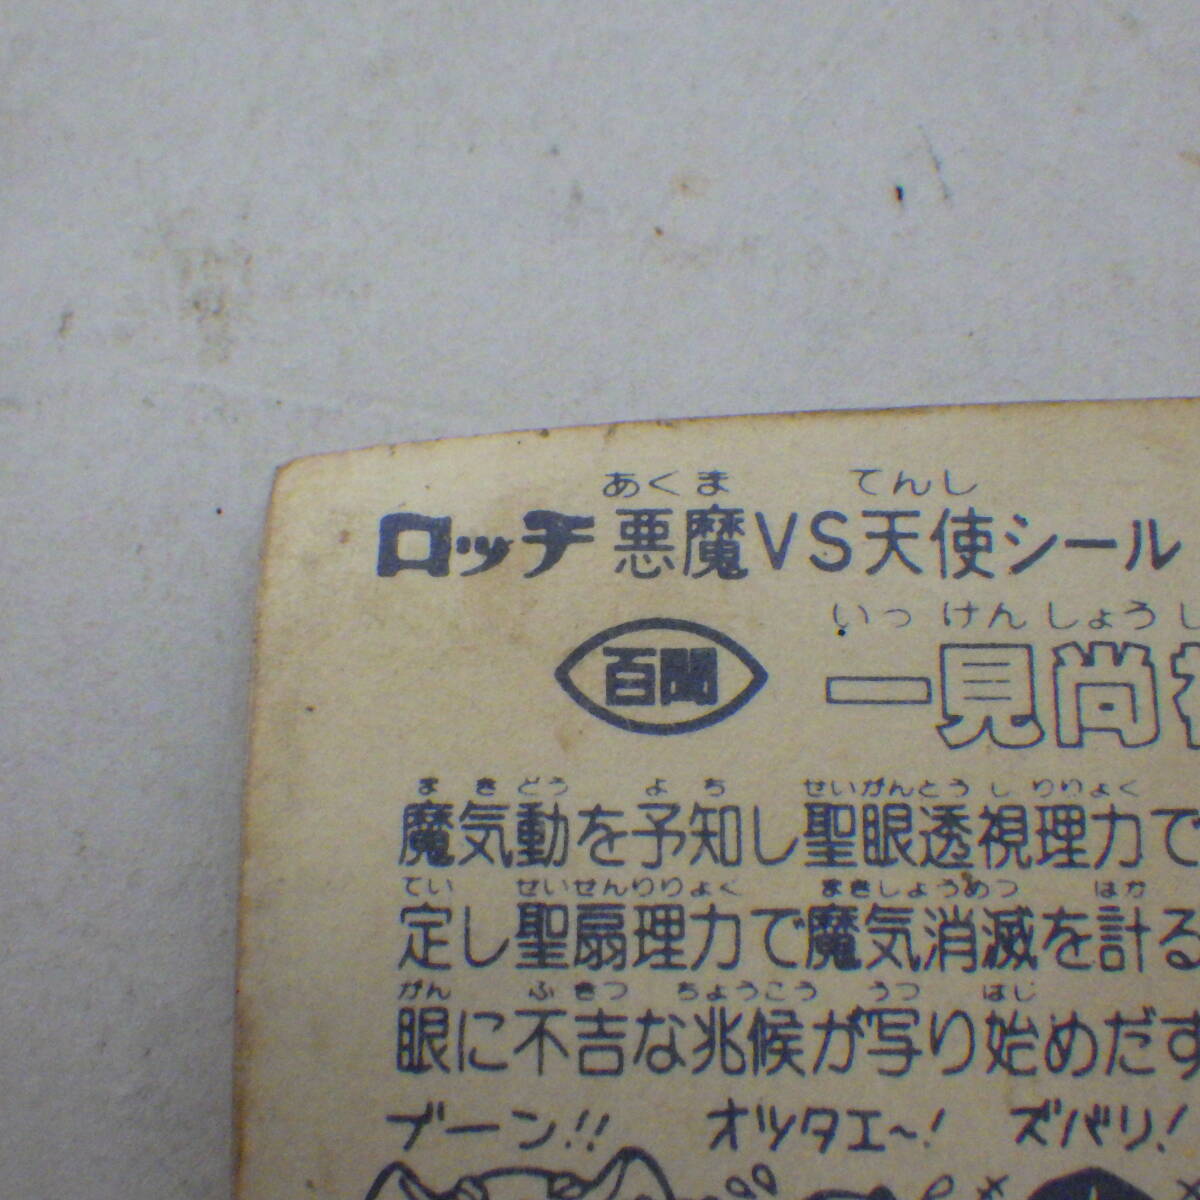 あくま てんし
ロッチ 悪魔VS天使シール
いっけんしょうし
百聞 一見尚
まきどう よち せいがんとうしりりょく
魔気動を予知し聖眼透視理力で
てい せいせんりりょく まきしょうめつ はか
定し聖扇理力で魔気消滅を計る
がん ふきつ ちょうこう うつ はじ
眼に不吉な兆候が写り始めだす
ブーン!! オツタエ〜! ズバリ!